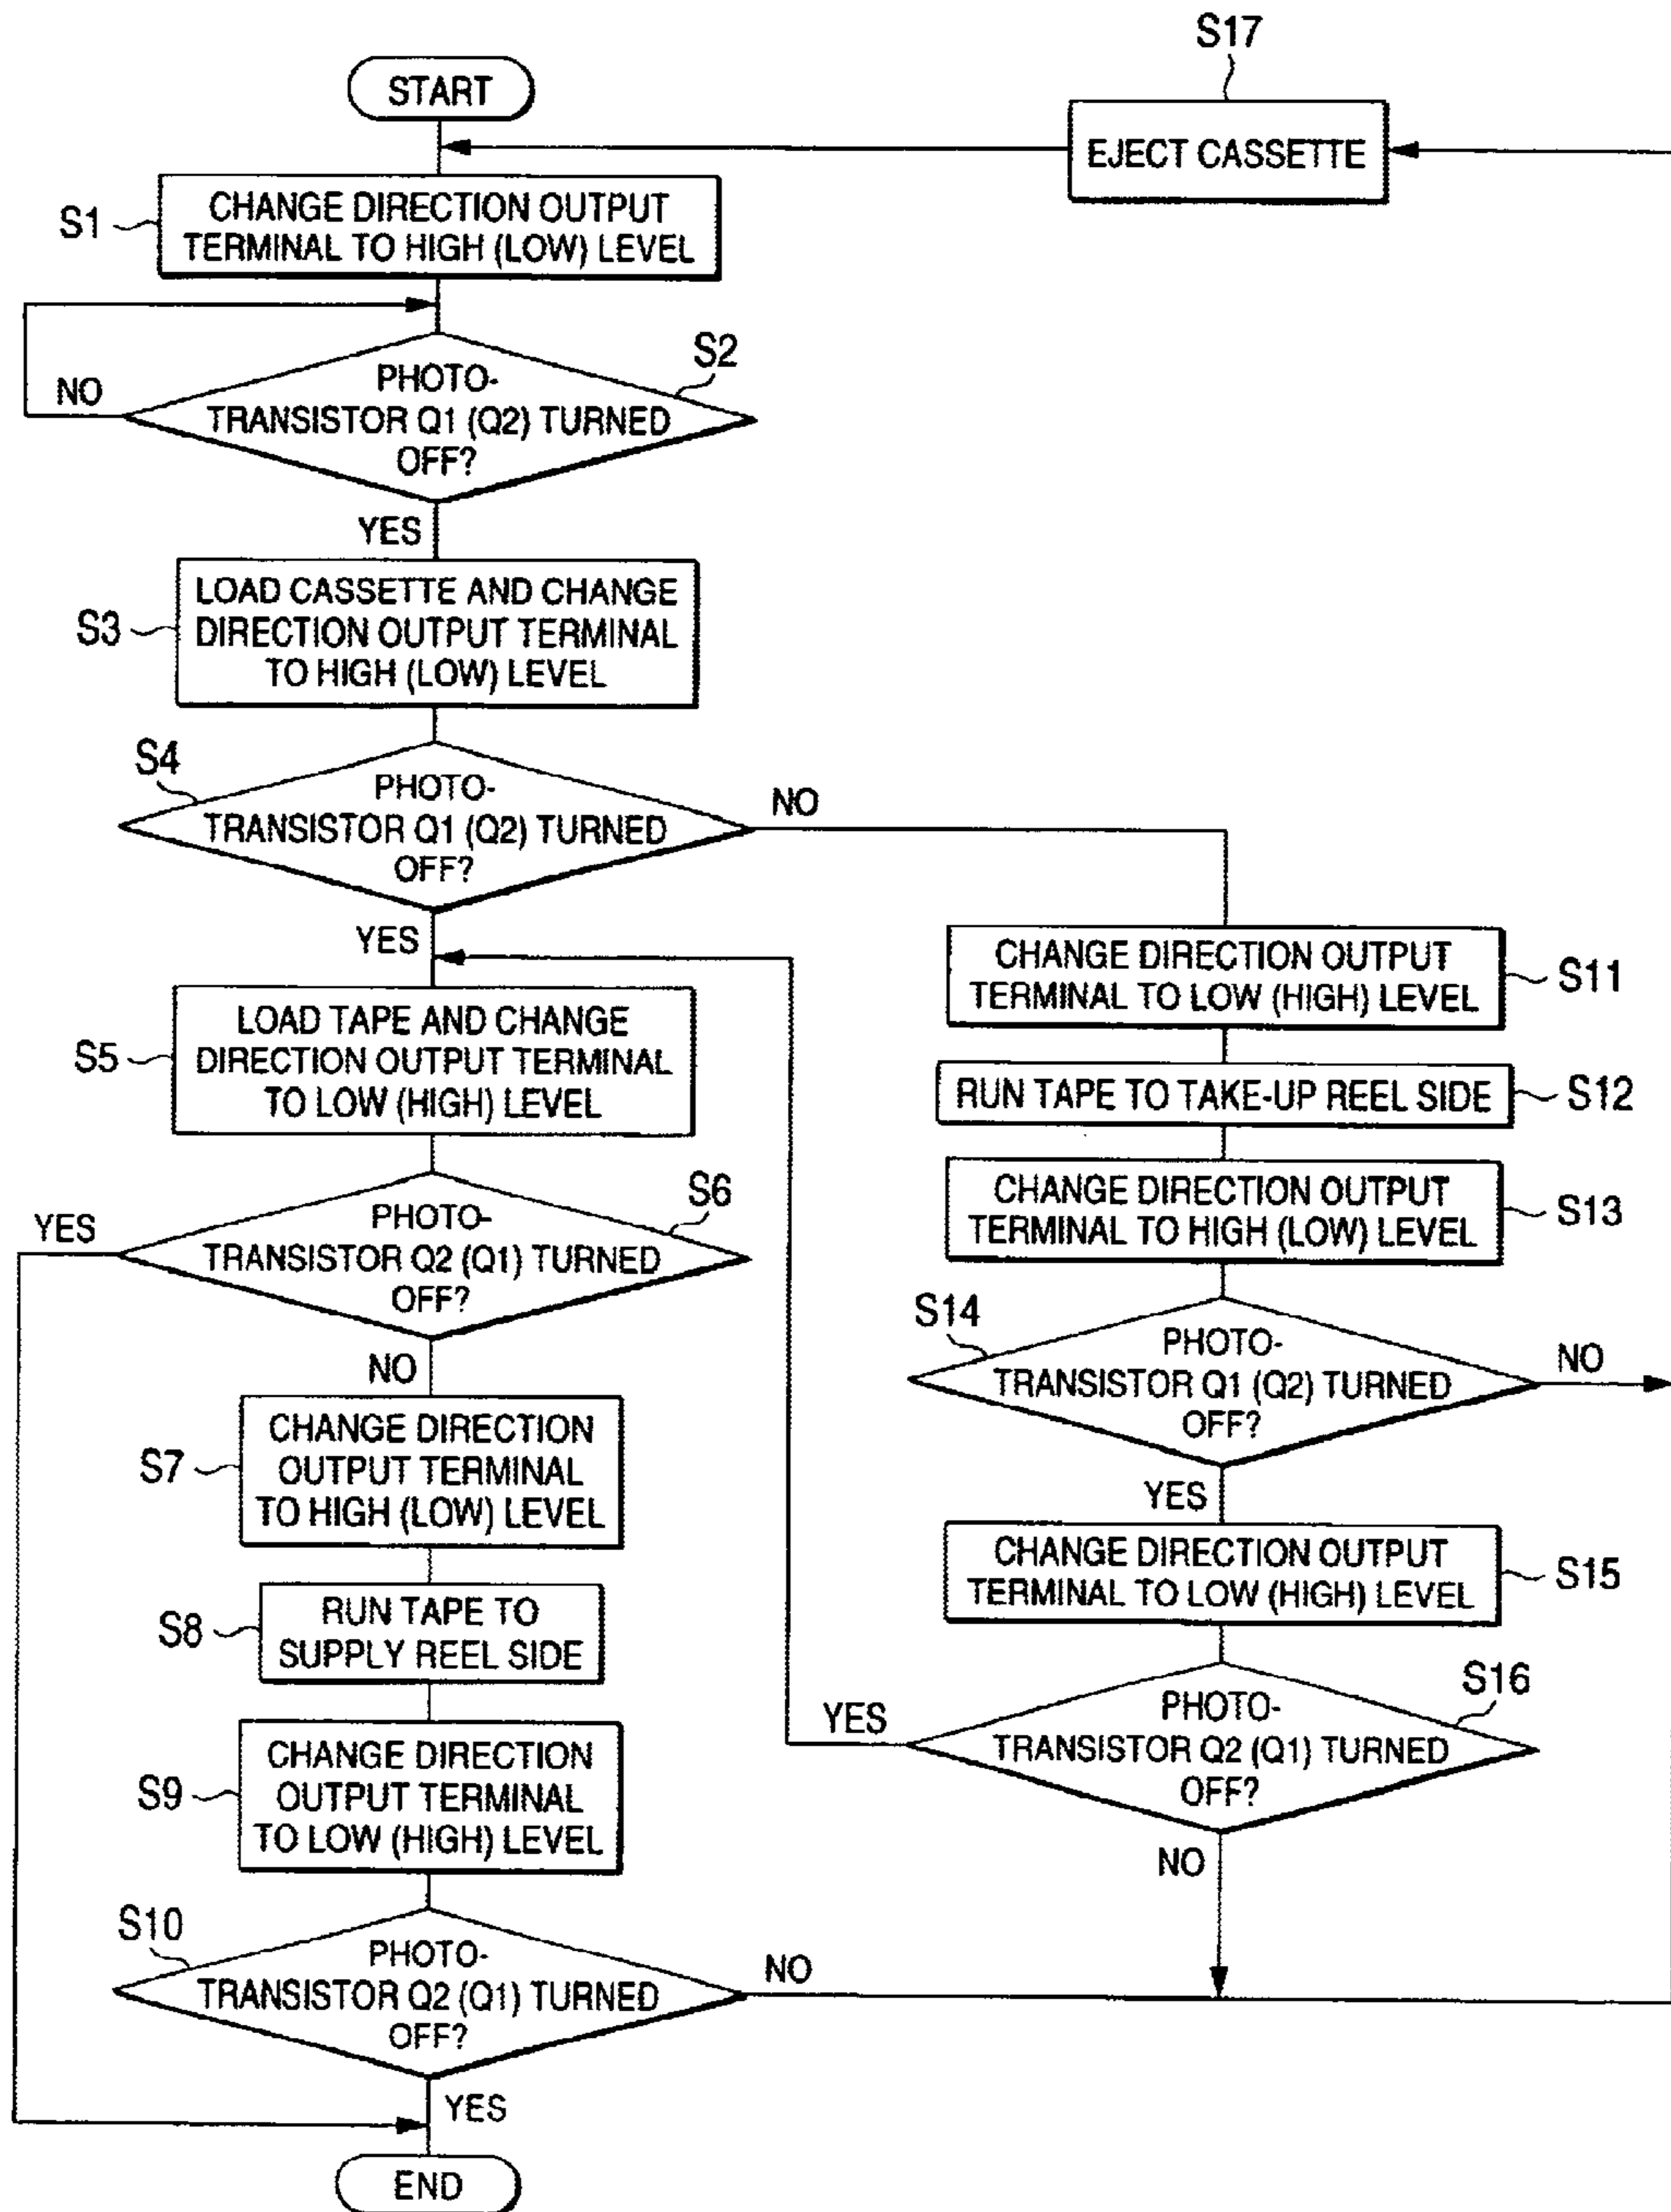 START
S17
EJECT CASSETTE
S1
CHANGE DIRECTION OUTPUT
TERMINAL TO HIGH (LOW) LEVEL
S2
PHOTO-
TRANSISTOR Q1 (Q2) TURNED
OFF?
NO
YES
S3
LOAD CASSETTE AND CHANGE
DIRECTION OUTPUT TERMINAL
TO HIGH (LOW) LEVEL
S4
PHOTO-
TRANSISTOR Q1 (Q2) TURNED
OFF?
NO
YES
S5
LOAD TAPE AND CHANGE
DIRECTION OUTPUT TERMINAL
TO LOW (HIGH) LEVEL
S6
PHOTO-
TRANSISTOR Q2 (Q1) TURNED
OFF?
YES
NO
S7
CHANGE DIRECTION
OUTPUT TERMINAL
TO HIGH (LOW) LEVEL
S8
RUN TAPE TO
SUPPLY REEL SIDE
S9
CHANGE DIRECTION
OUTPUT TERMINAL
TO LOW (HIGH) LEVEL
S10
PHOTO-
TRANSISTOR Q2 (Q1) TURNED
OFF?
NO
YES
END
CHANGE DIRECTION OUTPUT
TERMINAL TO LOW (HIGH) LEVEL
S11
RUN TAPE TO TAKE-UP REEL SIDE
S12
CHANGE DIRECTION OUTPUT
TERMINAL TO HIGH (LOW) LEVEL
S13
S14
PHOTO-
TRANSISTOR Q1 (Q2) TURNED
OFF?
NO
YES
CHANGE DIRECTION OUTPUT
TERMINAL TO LOW (HIGH) LEVEL
S15
S16
PHOTO-
TRANSISTOR Q2 (Q1) TURNED
OFF?
YES
NO